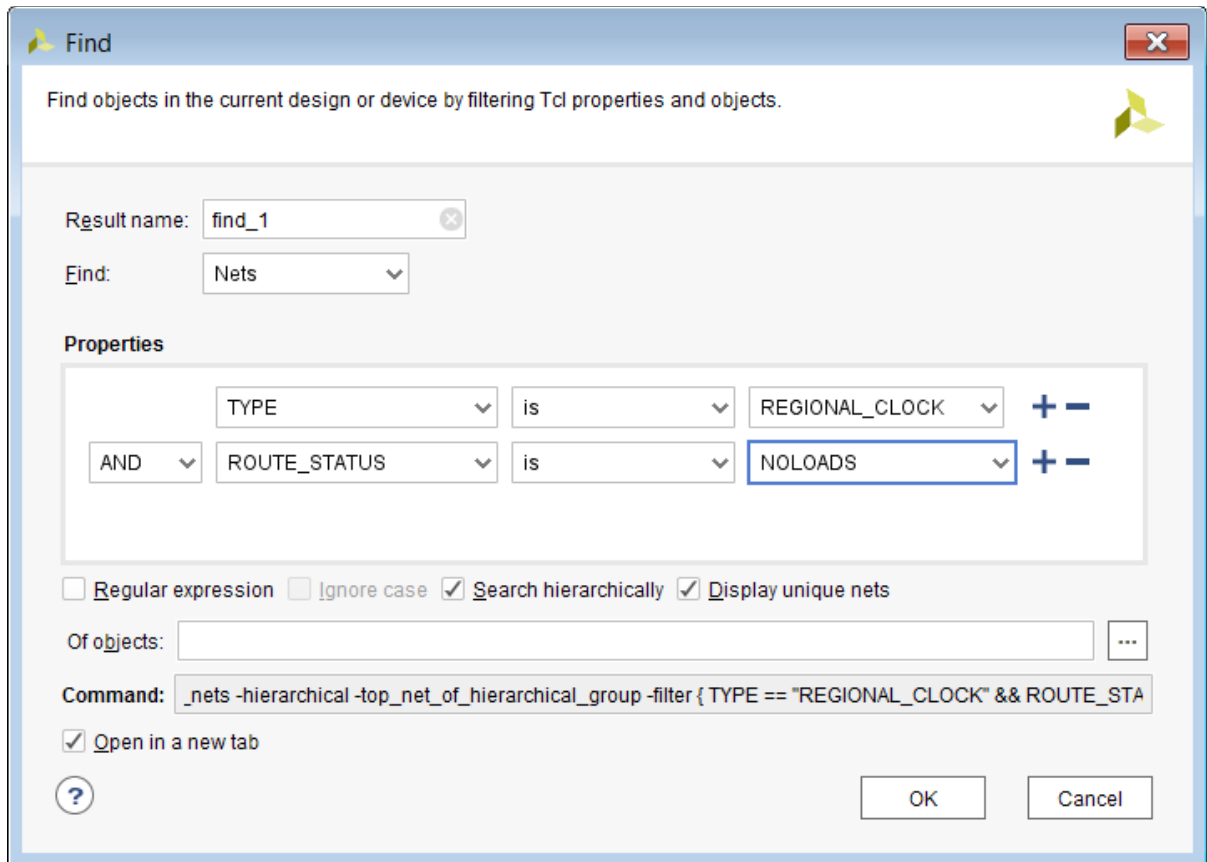 Find
Find objects in the current design or device by filtering Tcl properties and objects.
Result name: find_1
Find: Nets
Properties
TYPE is REGIONAL_CLOCK
AND ROUTE_STATUS is NOLOADS
Regular expression Ignore case Search hierarchically Display unique nets
Of objects: ...
Command: _nets -hierarchical -top_net_of_hierarchical_group -filter { TYPE == "REGIONAL_CLOCK" && ROUTE_STA
Open in a new tab
? OK Cancel